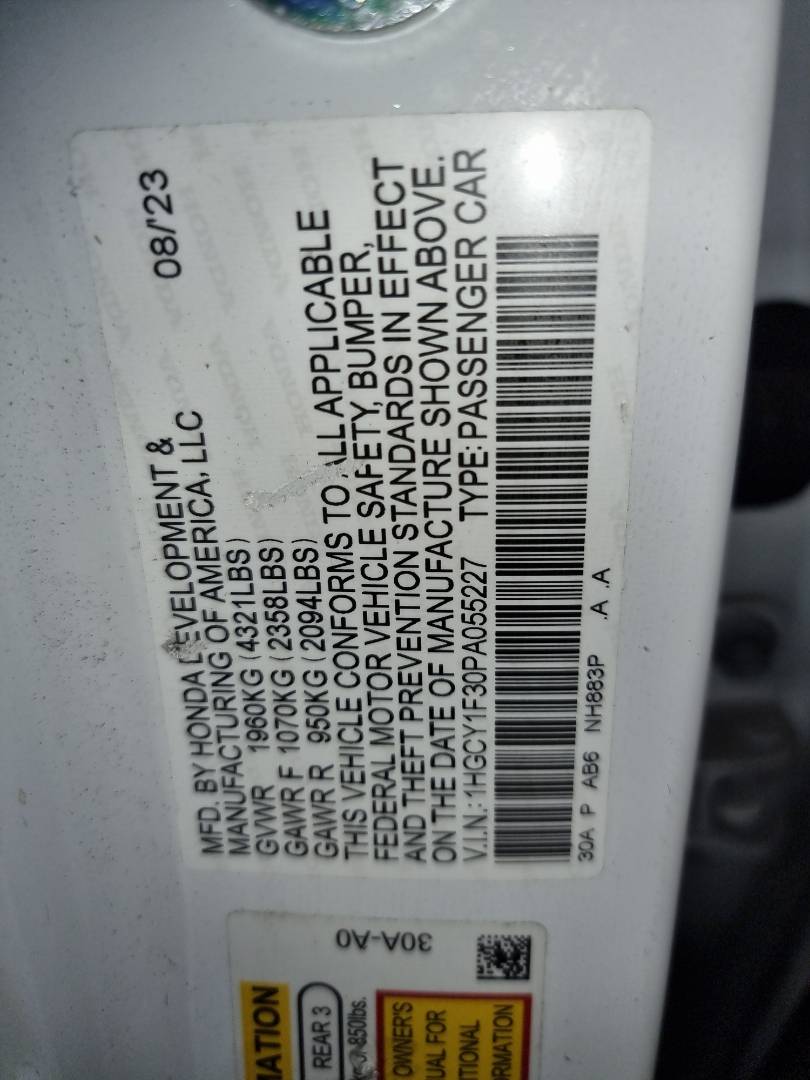 08/23
MFD. BY HONDA DEVELOPMENT &
MANUFACTURING OF AMERICA, LLC
GVWR 1960KG (4321LBS)
GAWR F 1070KG (2358LBS)
GAWR R 950KG (2094LBS)
THIS VEHICLE CONFORMS TO ALL APPLICABLE
FEDERAL MOTOR VEHICLE SAFETY, BUMPER,
AND THEFT PREVENTION STANDARDS IN EFFECT
ON THE DATE OF MANUFACTURE SHOWN ABOVE.
V.I.N.: 1HGCY1F30PA055227 TYPE: PASSENGER CAR
30A P AB6 NH883P .A .A
30A-A0
REAR 3
850lbs.
OWNER'S